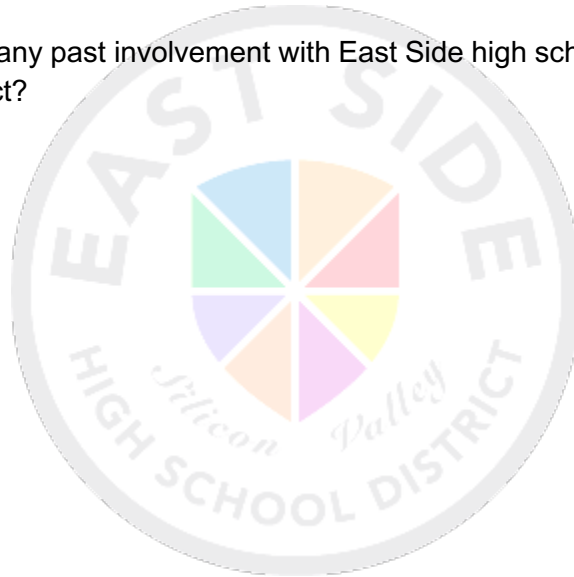 any past involvement with East Side high sch
ct?
EAST SIDE
Silicon Valley
HIGH SCHOOL DISTRICT